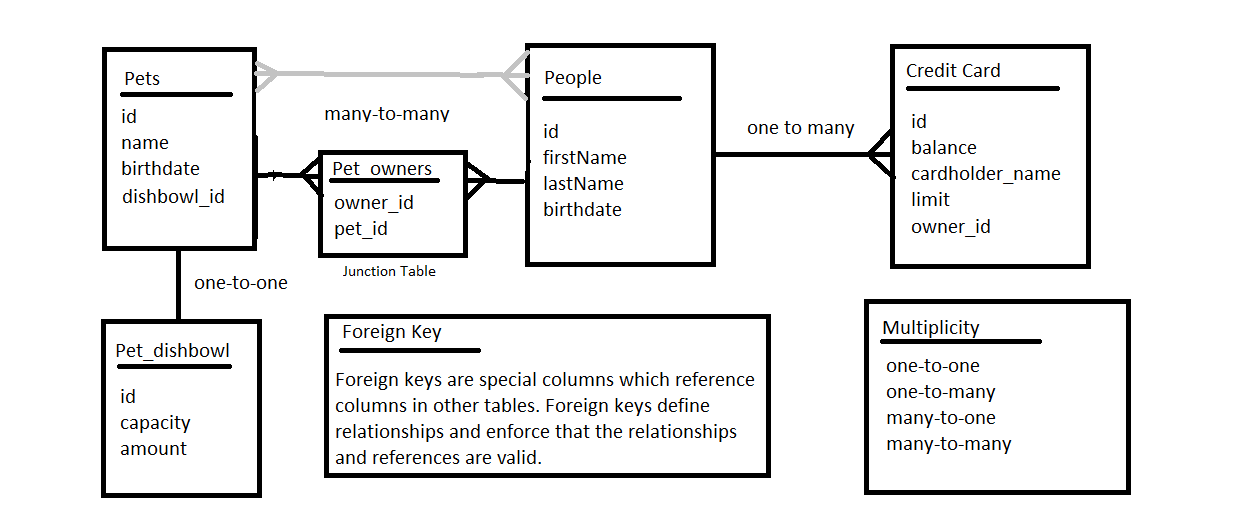 Pets
id
name
birthdate
dishbowl_id
many-to-many
Pet_owners
owner_id
pet_id
Junction Table
People
id
firstName
lastName
birthdate
one to many
Credit Card
id
balance
cardholder_name
limit
owner_id
one-to-one
Pet_dishbowl
id
capacity
amount
Foreign Key
Foreign keys are special columns which reference
columns in other tables. Foreign keys define
relationships and enforce that the relationships
and references are valid.
Multiplicity
one-to-one
one-to-many
many-to-one
many-to-many